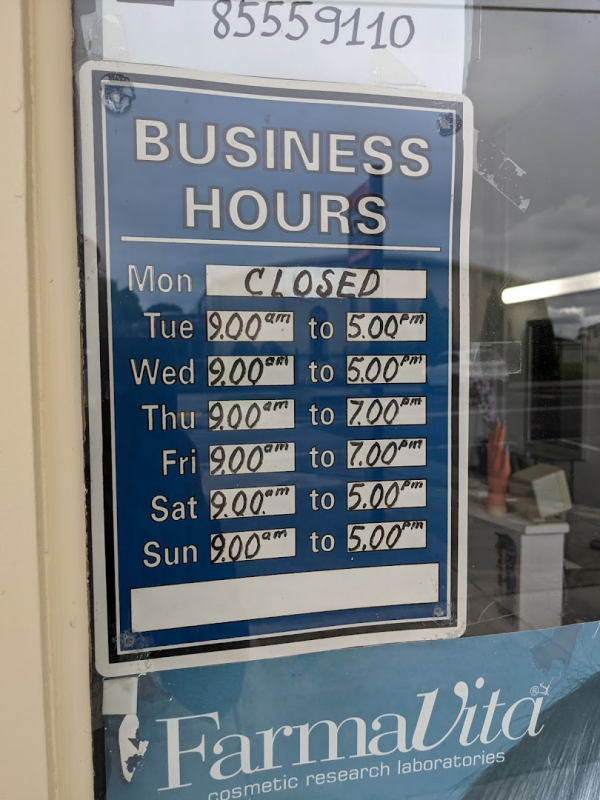 85559110
BUSINESS
HOURS
Mon CLOSED
Tue 9.00am to 5.00pm
Wed 9.00am to 5.00pm
Thu 9.00am to 7.00pm
Fri 9.00am to 7.00pm
Sat 9.00am to 5.00pm
Sun 9.00am to 5.00pm
FarmaVita®
cosmetic research laboratories